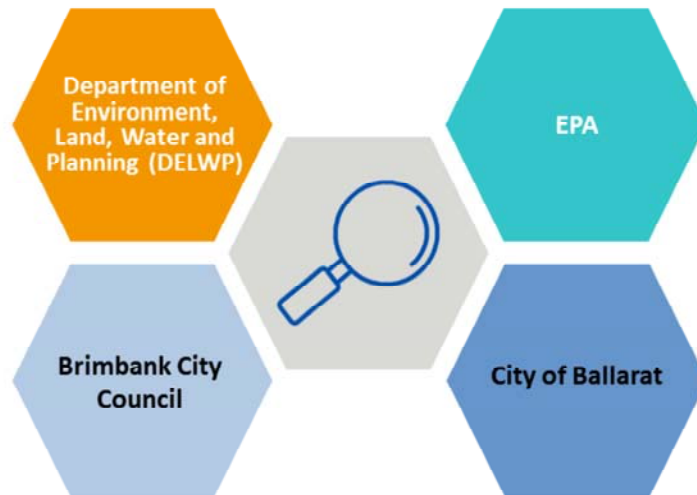 Department of
Environment,
Land, Water and
Planning (DELWP)
EPA
Brimbank City
Council
City of Ballarat